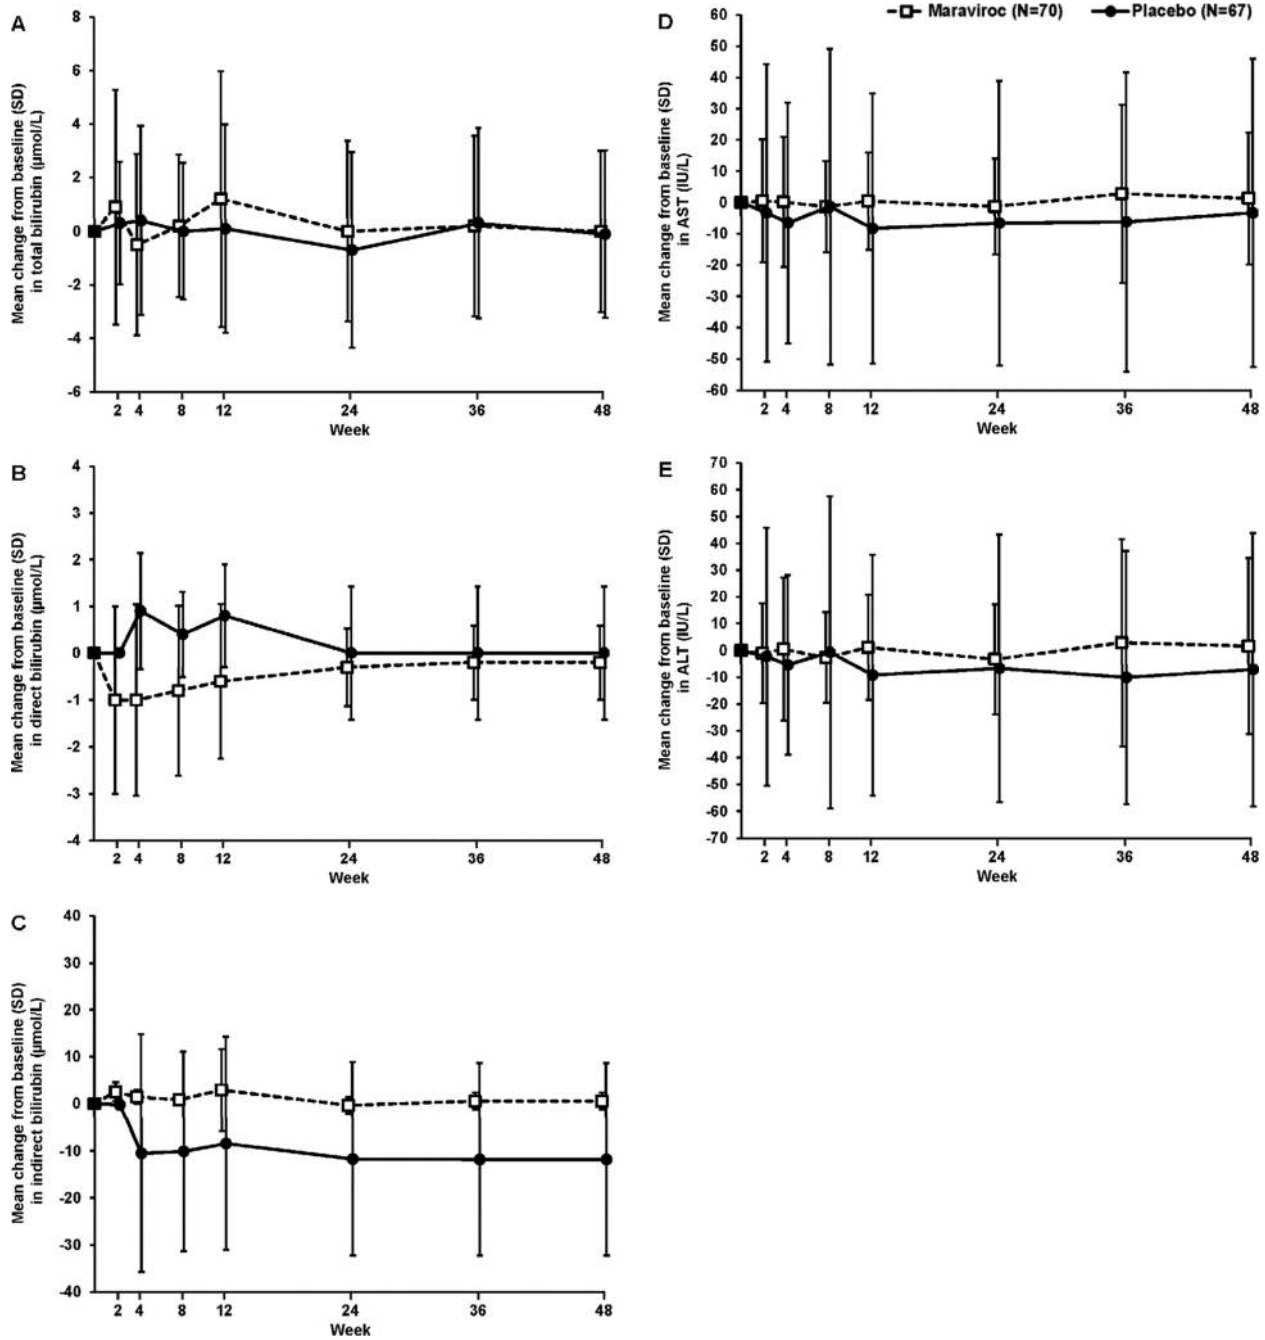 A
Mean change from baseline (SD)
in total bilirubin (µmol/L)
8
6
4
2
0
-2
-4
-6
2 4 8 12 24 36 48
Week
B
Mean change from baseline (SD)
in direct bilirubin (µmol/L)
4
3
2
1
0
-1
-2
-3
-4
2 4 8 12 24 36 48
Week
C
Mean change from baseline (SD)
in indirect bilirubin (µmol/L)
40
30
20
10
0
-10
-20
-30
-40
2 4 8 12 24 36 48
Week
Maraviroc (N=70) Placebo (N=67)
D
Mean change from baseline (SD)
in AST (IU/L)
60
50
40
30
20
10
0
-10
-20
-30
-40
-50
-60
2 4 8 12 24 36 48
Week
E
Mean change from baseline (SD)
in ALT (IU/L)
70
60
50
40
30
20
10
0
-10
-20
-30
-40
-50
-60
-70
2 4 8 12 24 36 48
Week